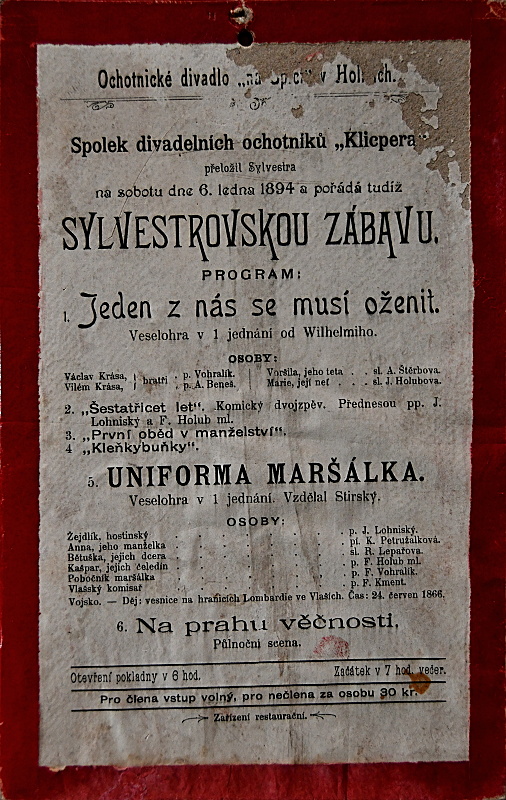 Ochotnické divadlo „na v
Spolek divadelních ochotníků „Klicpera“
přeložil Sylvestra
na sobotu dne 6. ledna 1894 a pořádá tudíž
SYLVESTROVSKOU ZÁBAVU.
PROGRAM:
1. Jeden z nás se musí oženit.
Veselohra v 1 jednání od Wilhelmiho.
OSOBY:
Václav Krása, } bratři . p. Vohralík.
Vilém Krása, } . p. A. Beneš.
Voršila, jeho teta . . sl. A. Štěrbova.
Marie, její neť . . . sl. J. Holubova.
2. „Šestatřicet let“. Komický dvojzpěv. Přednesou pp. J.
Lohniský a F. Holub ml.
3. „První oběd v manželství“.
4 „Kleňkybuňky“.
5. UNIFORMA MARŠÁLKA.
Veselohra v 1 jednání. Vzdělal Stirský.
OSOBY:
Žejdlík, hostinský . . . . . . p. J. Lohniský.
Anna, jeho manželka . . . . . . pí. K. Petružálková.
Bětuška, jejich dcera . . . . . . sl. R. Lepařova.
Kašpar, jejich čeledín . . . . . . p. F. Holub ml.
Pobočník maršálka . . . . . . p. F. Vohralík.
Vlašský komisař . . . . . . p. F. Kment.
Vojsko. — Děj: vesnice na hranicích Lombardie ve Vlaších. Čas: 24. červen 1866.
6. Na prahu věčnosti,
Půlnoční scena.
Otevření pokladny v 6 hod. Začátek v 7 hod. večer.
Pro člena vstup volný, pro nečlena za osobu 30 kr.
Zařízení restaurační.